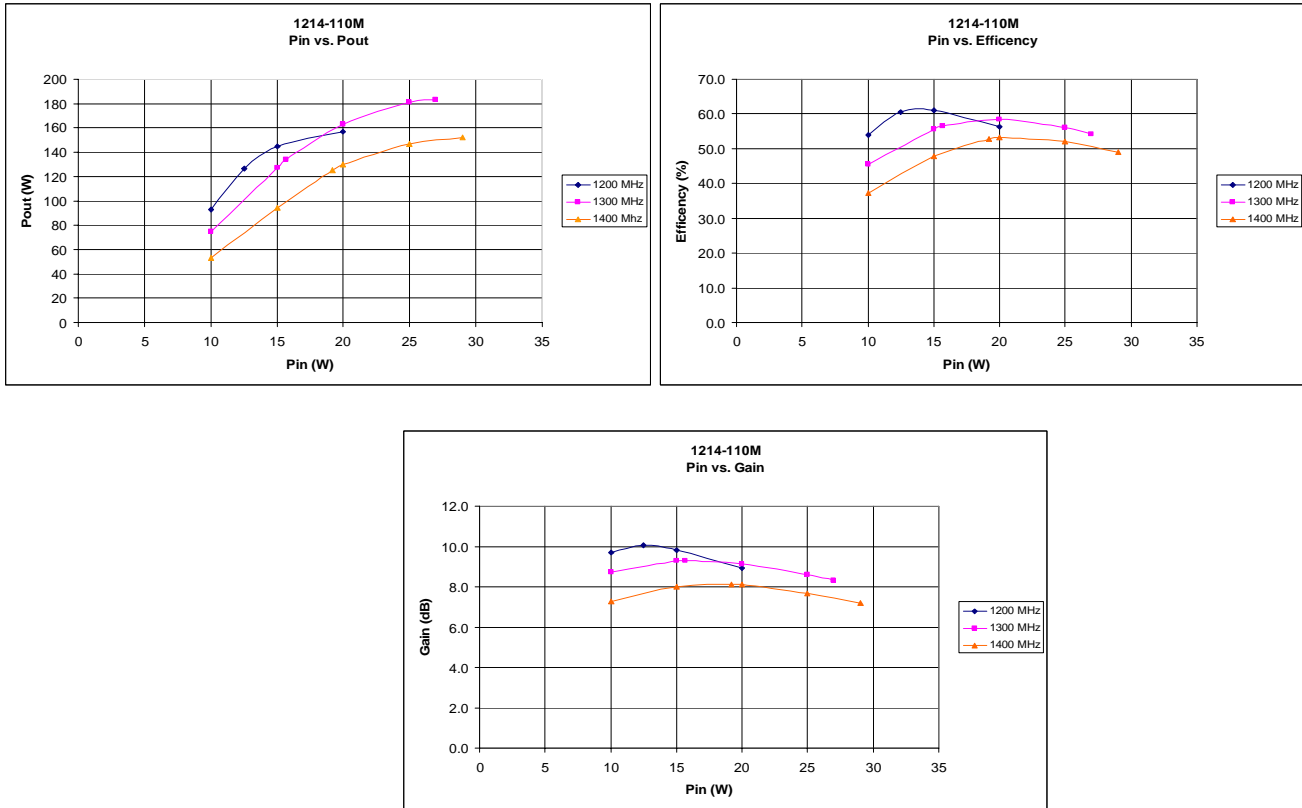 1214-110M
Pin vs. Pout
200
180
160
140
120
100
80
60
40
20
0
0 5 10 15 20 25 30 35
Pout (W)
Pin (W)
1200 MHz
1300 MHz
1400 Mhz
1214-110M
Pin vs. Efficency
70.0
60.0
50.0
40.0
30.0
20.0
10.0
0.0
0 5 10 15 20 25 30 35
Efficency (%)
Pin (W)
1200 MHz
1300 MHz
1400 MHz
1214-110M
Pin vs. Gain
12.0
10.0
8.0
6.0
4.0
2.0
0.0
0 5 10 15 20 25 30 35
Gain (dB)
Pin (W)
1200 MHz
1300 MHz
1400 MHz